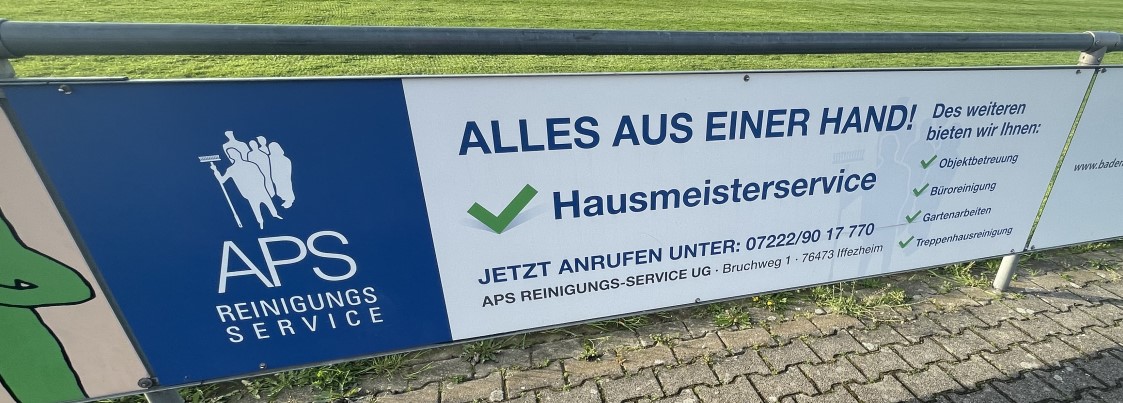 APS
REINIGUNGS
SERVICE
ALLES AUS EINER HAND!
Hausmeisterservice
JETZT ANRUFEN UNTER: 07222/90 17 770
APS REINIGUNGS-SERVICE UG · Bruchweg 1 · 76473 Iffezheim
Des weiteren
bieten wir Ihnen:
Objektbetreuung
Büroreinigung
Gartenarbeiten
Treppenhausreinigung